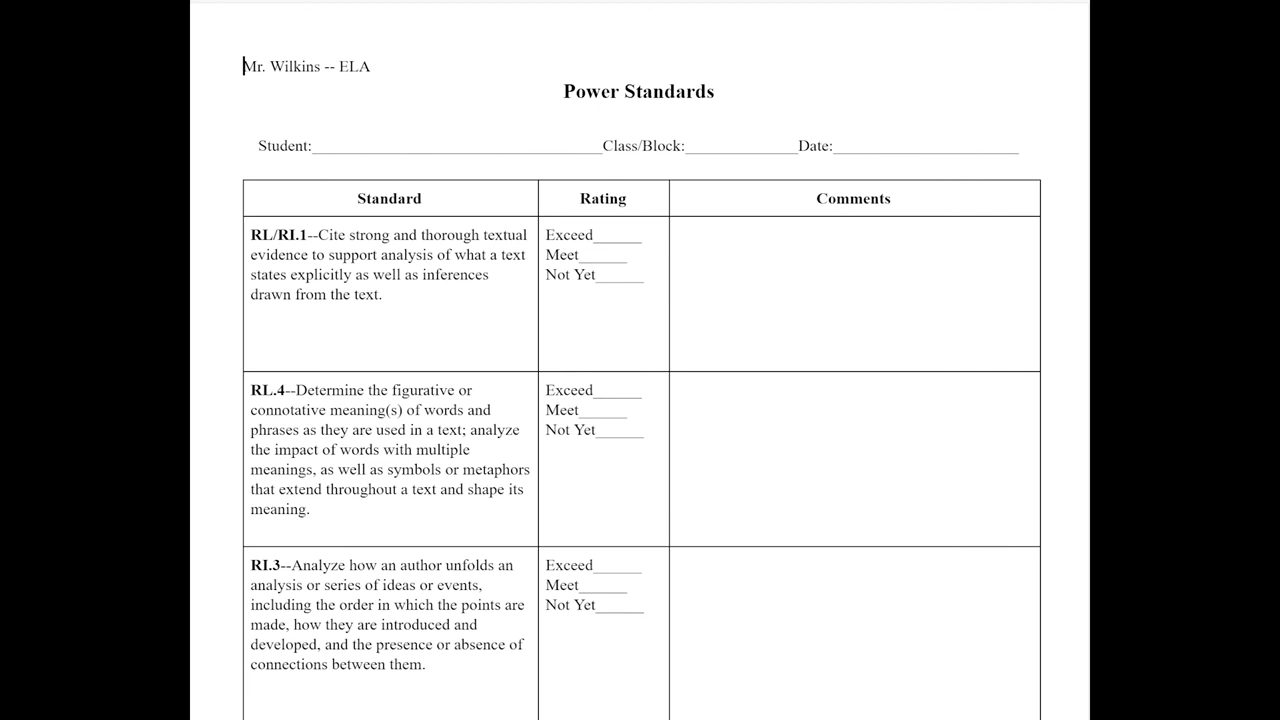 Mr. Wilkins -- ELA
Power Standards
Student:__________________________________Class/Block:_____________Date:______________________
Standard
Rating
Comments
RL/RI.1--Cite strong and thorough textual
evidence to support analysis of what a text
states explicitly as well as inferences
drawn from the text.
Exceed______
Meet______
Not Yet______
RL.4--Determine the figurative or
connotative meaning(s) of words and
phrases as they are used in a text; analyze
the impact of words with multiple
meanings, as well as symbols or metaphors
that extend throughout a text and shape its
meaning.
Exceed______
Meet______
Not Yet______
RI.3--Analyze how an author unfolds an
analysis or series of ideas or events,
including the order in which the points are
made, how they are introduced and
developed, and the presence or absence of
connections between them.
Exceed______
Meet______
Not Yet______